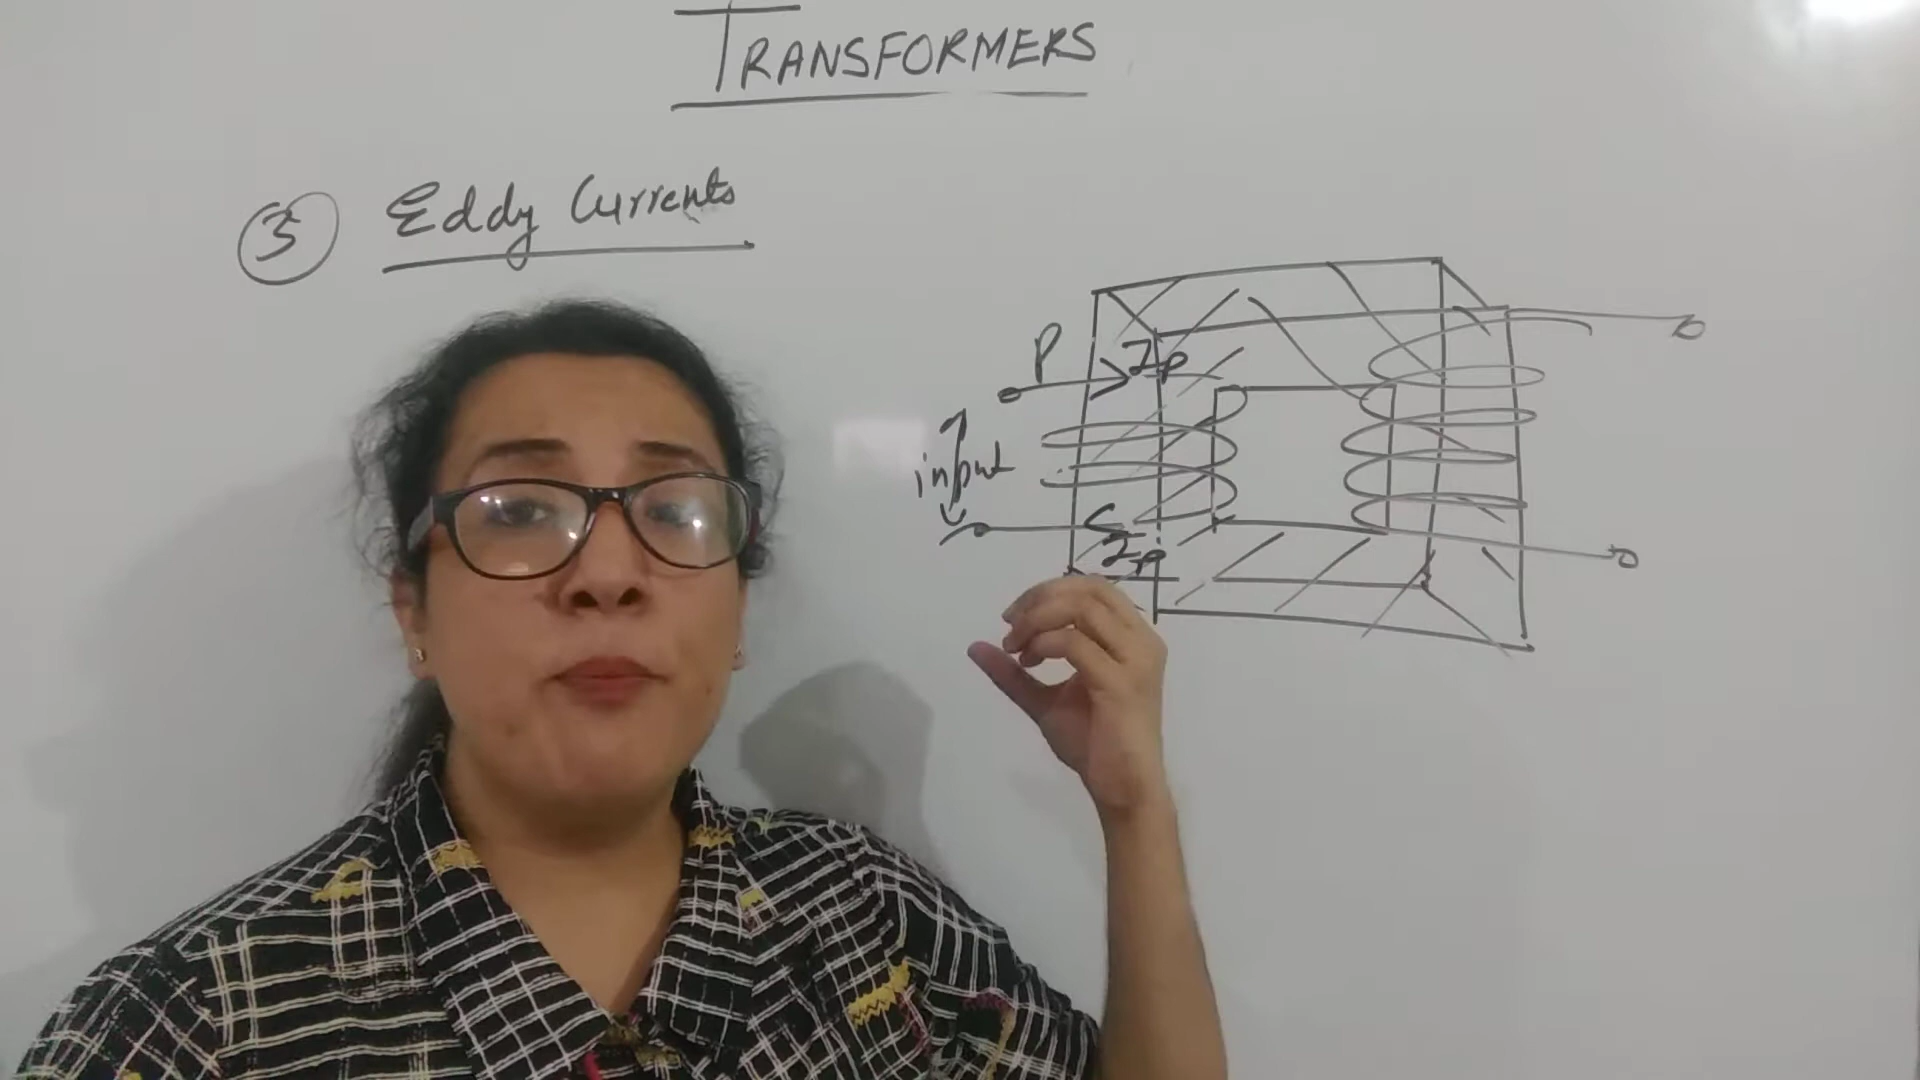 TRANSFORMERS
3 Eddy Currents
P
Ip
input
Ip